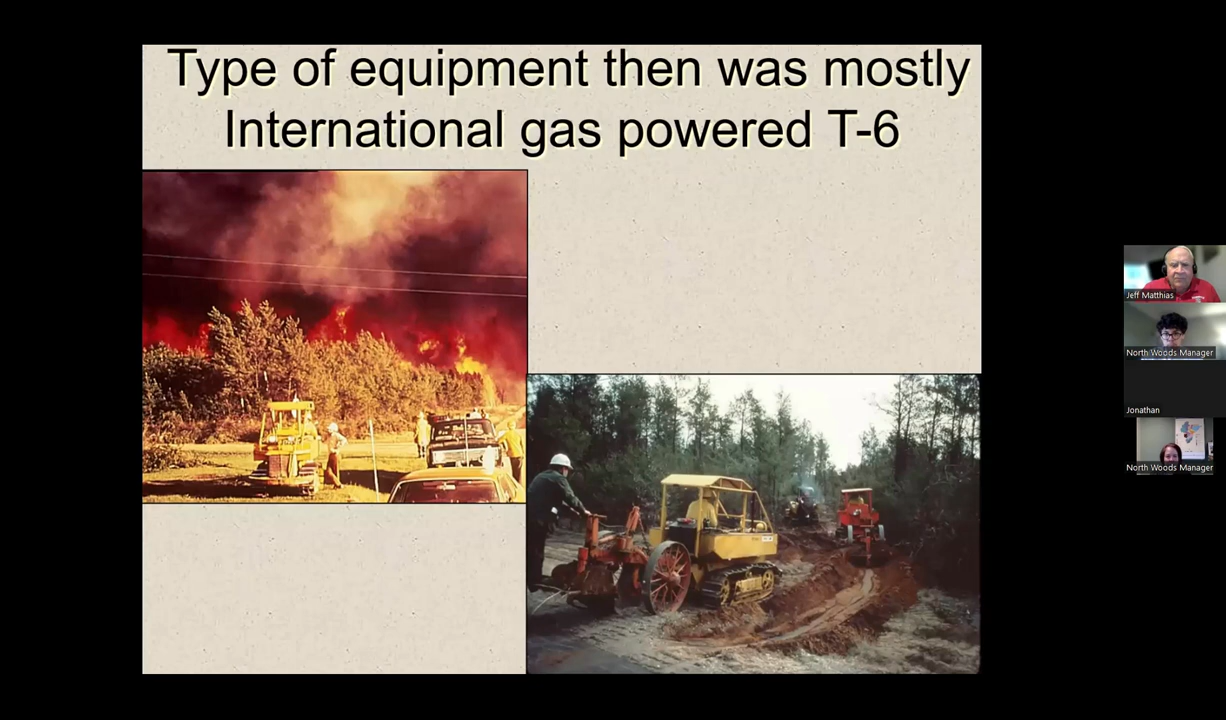 Type of equipment then was mostly
International gas powered T-6
Jeff Matthias
North Woods Manager
Jonathan
North Woods Manager